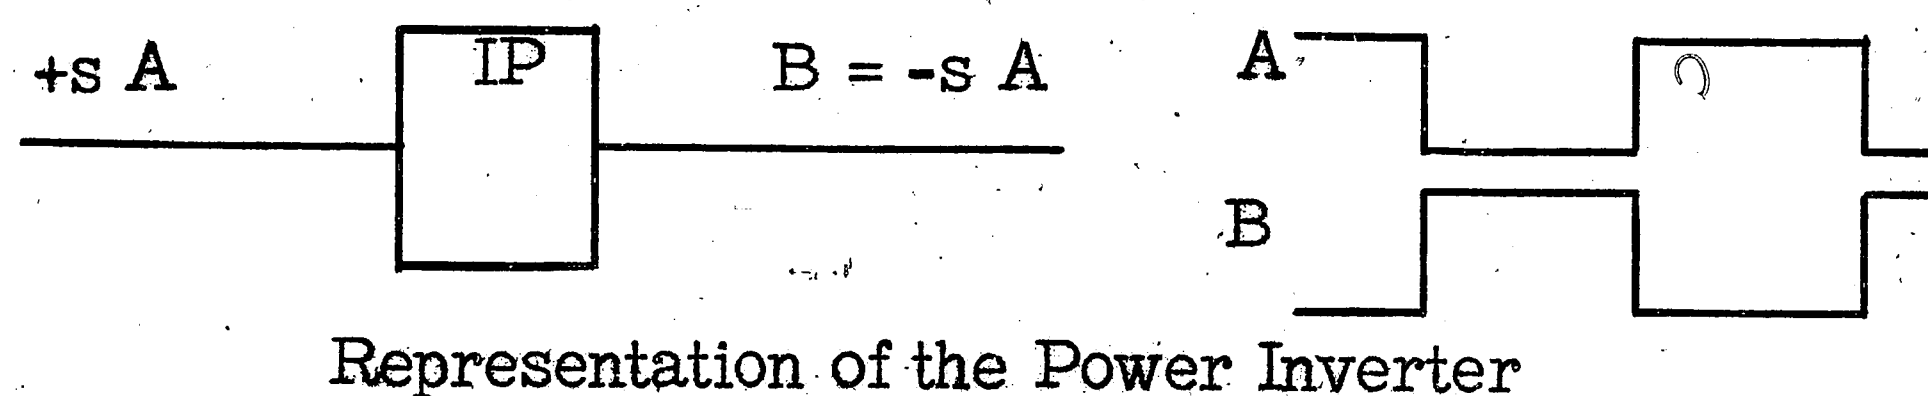 +s A
IP
B = -s A
A
B
Representation of the Power Inverter